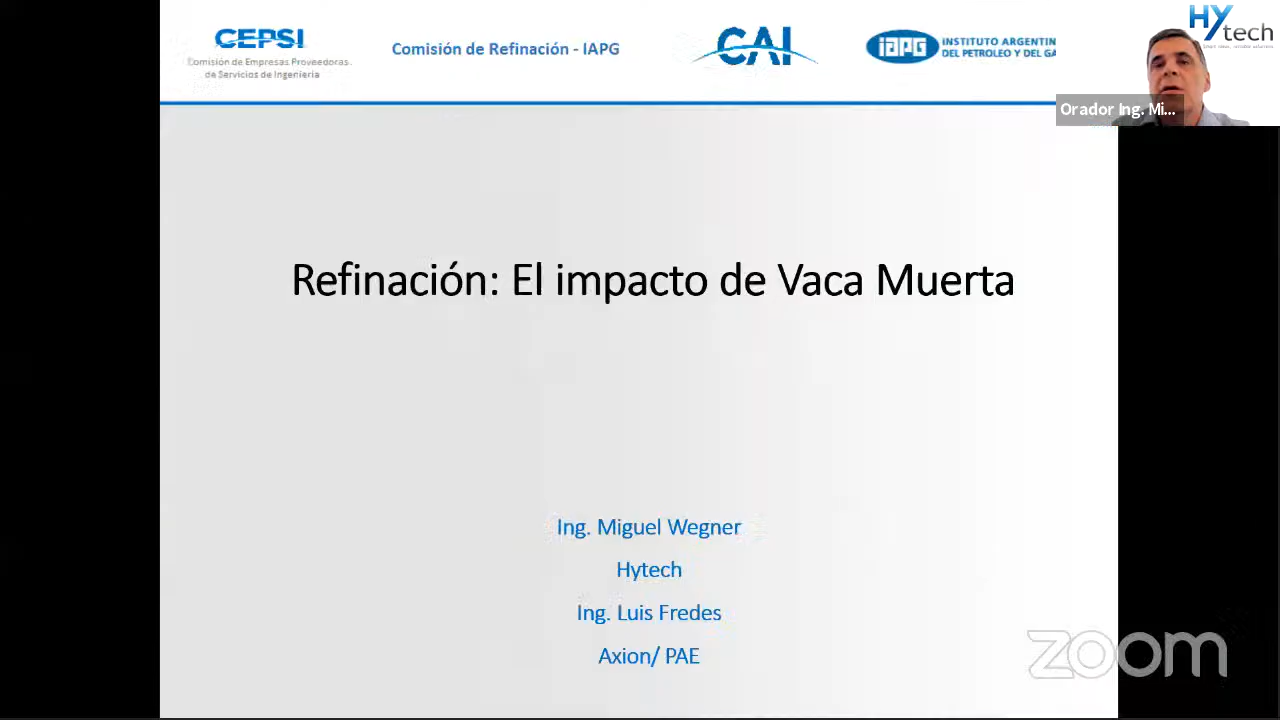 CEPSI
Comisión de Empresas Proveedoras
de Servicios de Ingeniería
Comisión de Refinación - IAPG
CAI
iAPG
INSTITUTO ARGENTIN
DEL PETROLEO Y DEL GA
HYtech
Orador Ing. Mi...
Refinación: El impacto de Vaca Muerta
Ing. Miguel Wegner
Hytech
Ing. Luis Fredes
Axion/ PAE
zoom